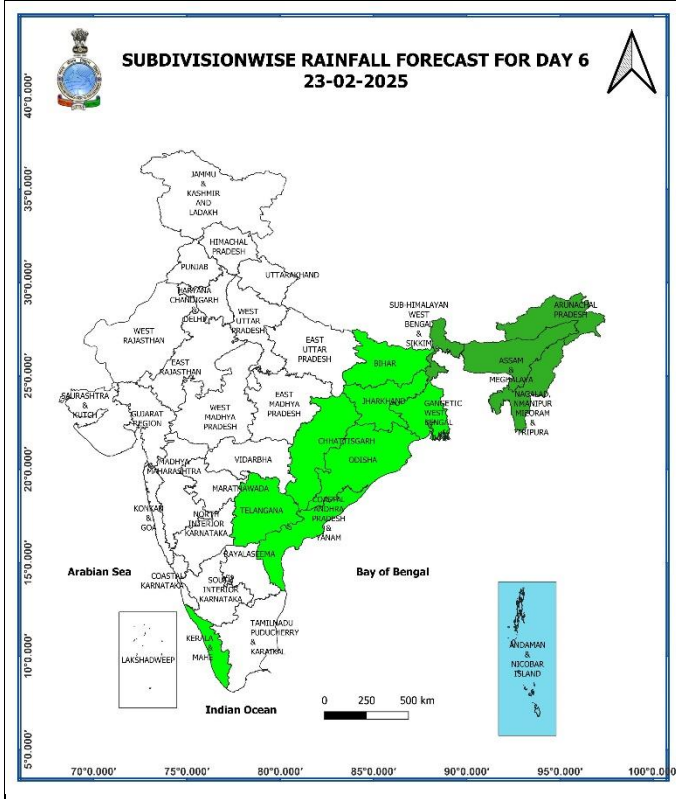 SUBDIVISIONWISE RAINFALL FORECAST FOR DAY 6
23-02-2025
40°0.000'
35°0.000'
30°0.000'
25°0.000'
20°0.000'
15°0.000'
10°0.000'
5°0.000'
JAMMU
&
KASHMIR
AND
LADAKH
HIMACHAL
PRADESH
PUNJAB
UTTARAKHAND
HARYANA
CHANDIGARH
&
DELHI
WEST
UTTAR
PRADESH
WEST
RAJASTHAN
EAST
RAJASTHAN
EAST
UTTAR
PRADESH
SUB-HIMALAYAN
WEST
BENGAL
&
SIKKIM
ARUNACHAL
PRADESH
ASSAM
&
MEGHALAYA
NAGALAD,
NMANIPUR
MIZORAM
&
TRIPURA
BIHAR
JHARKHAND
GANGETIC
WEST
BENGAL
SAURASHTRA
&
KUTCH
GUJARAT
REGION
WEST
MADHYA
PRADESH
EAST
MADHYA
PRADESH
CHHATTISGARH
ODISHA
MADHYA
MAHARSHTRA
VIDARBHA
MARATHAWADA
TELANGANA
KONKAN
&
GOA
NORTH
INTERIOR
KARNATAKA
ANDHRA
PRADESH
&
YANAM
RAYALASEEMA
Arabian Sea
Bay of Bengal
COASTAL
KARNATAKA
SOUTH
INTERIOR
KARNATAKA
TAMILNADU
PUDUCHERRY
&
KARAIKAL
KERALA
&
MAHE
LAKSHADWEEP
ANDAMAN
&
NICOBAR
ISLAND
Indian Ocean
0 250 500 km
70°0.000' 75°0.000' 80°0.000' 85°0.000' 90°0.000' 95°0.000' 100°0.000'